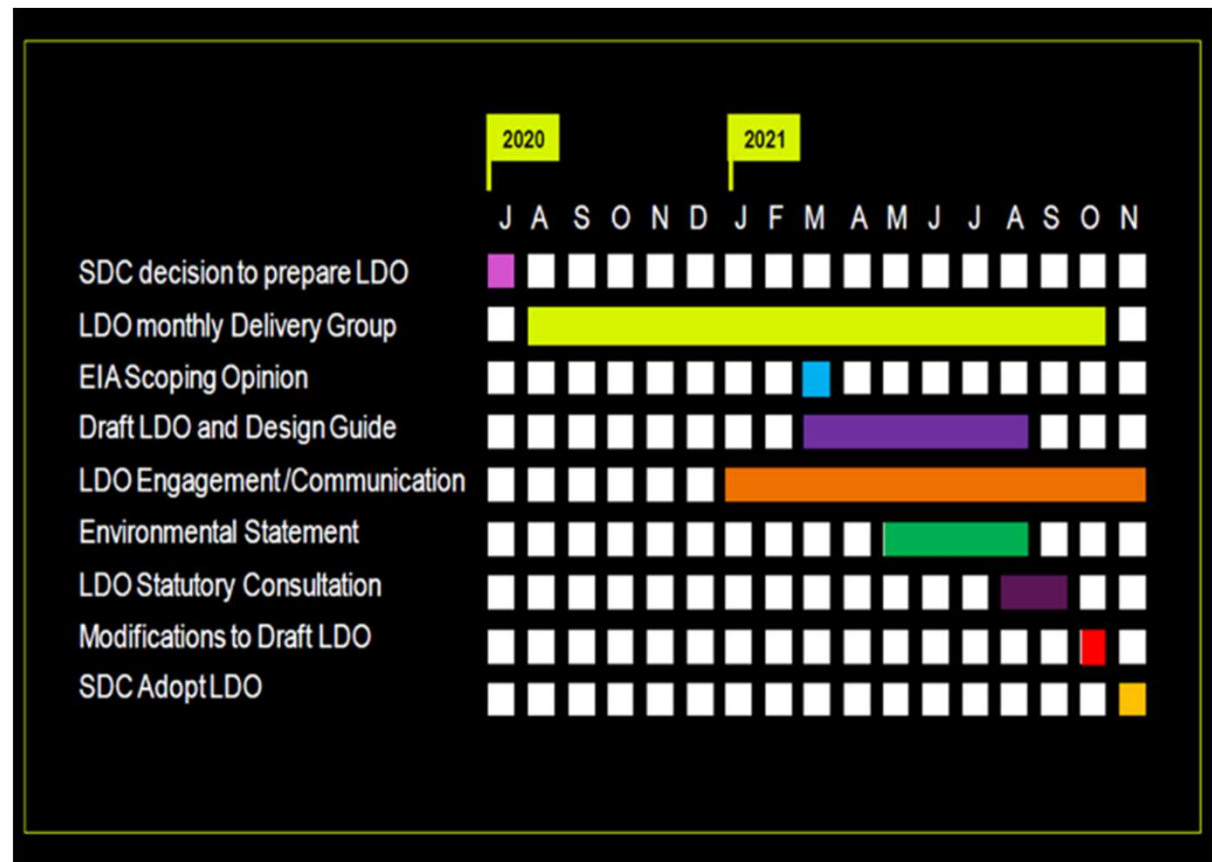 2020 2021
J A S O N D J F M A M J J A S O N
SDC decision to prepare LDO
LDO monthly Delivery Group
EIA Scoping Opinion
Draft LDO and Design Guide
LDO Engagement/Communication
Environmental Statement
LDO Statutory Consultation
Modifications to Draft LDO
SDC Adopt LDO